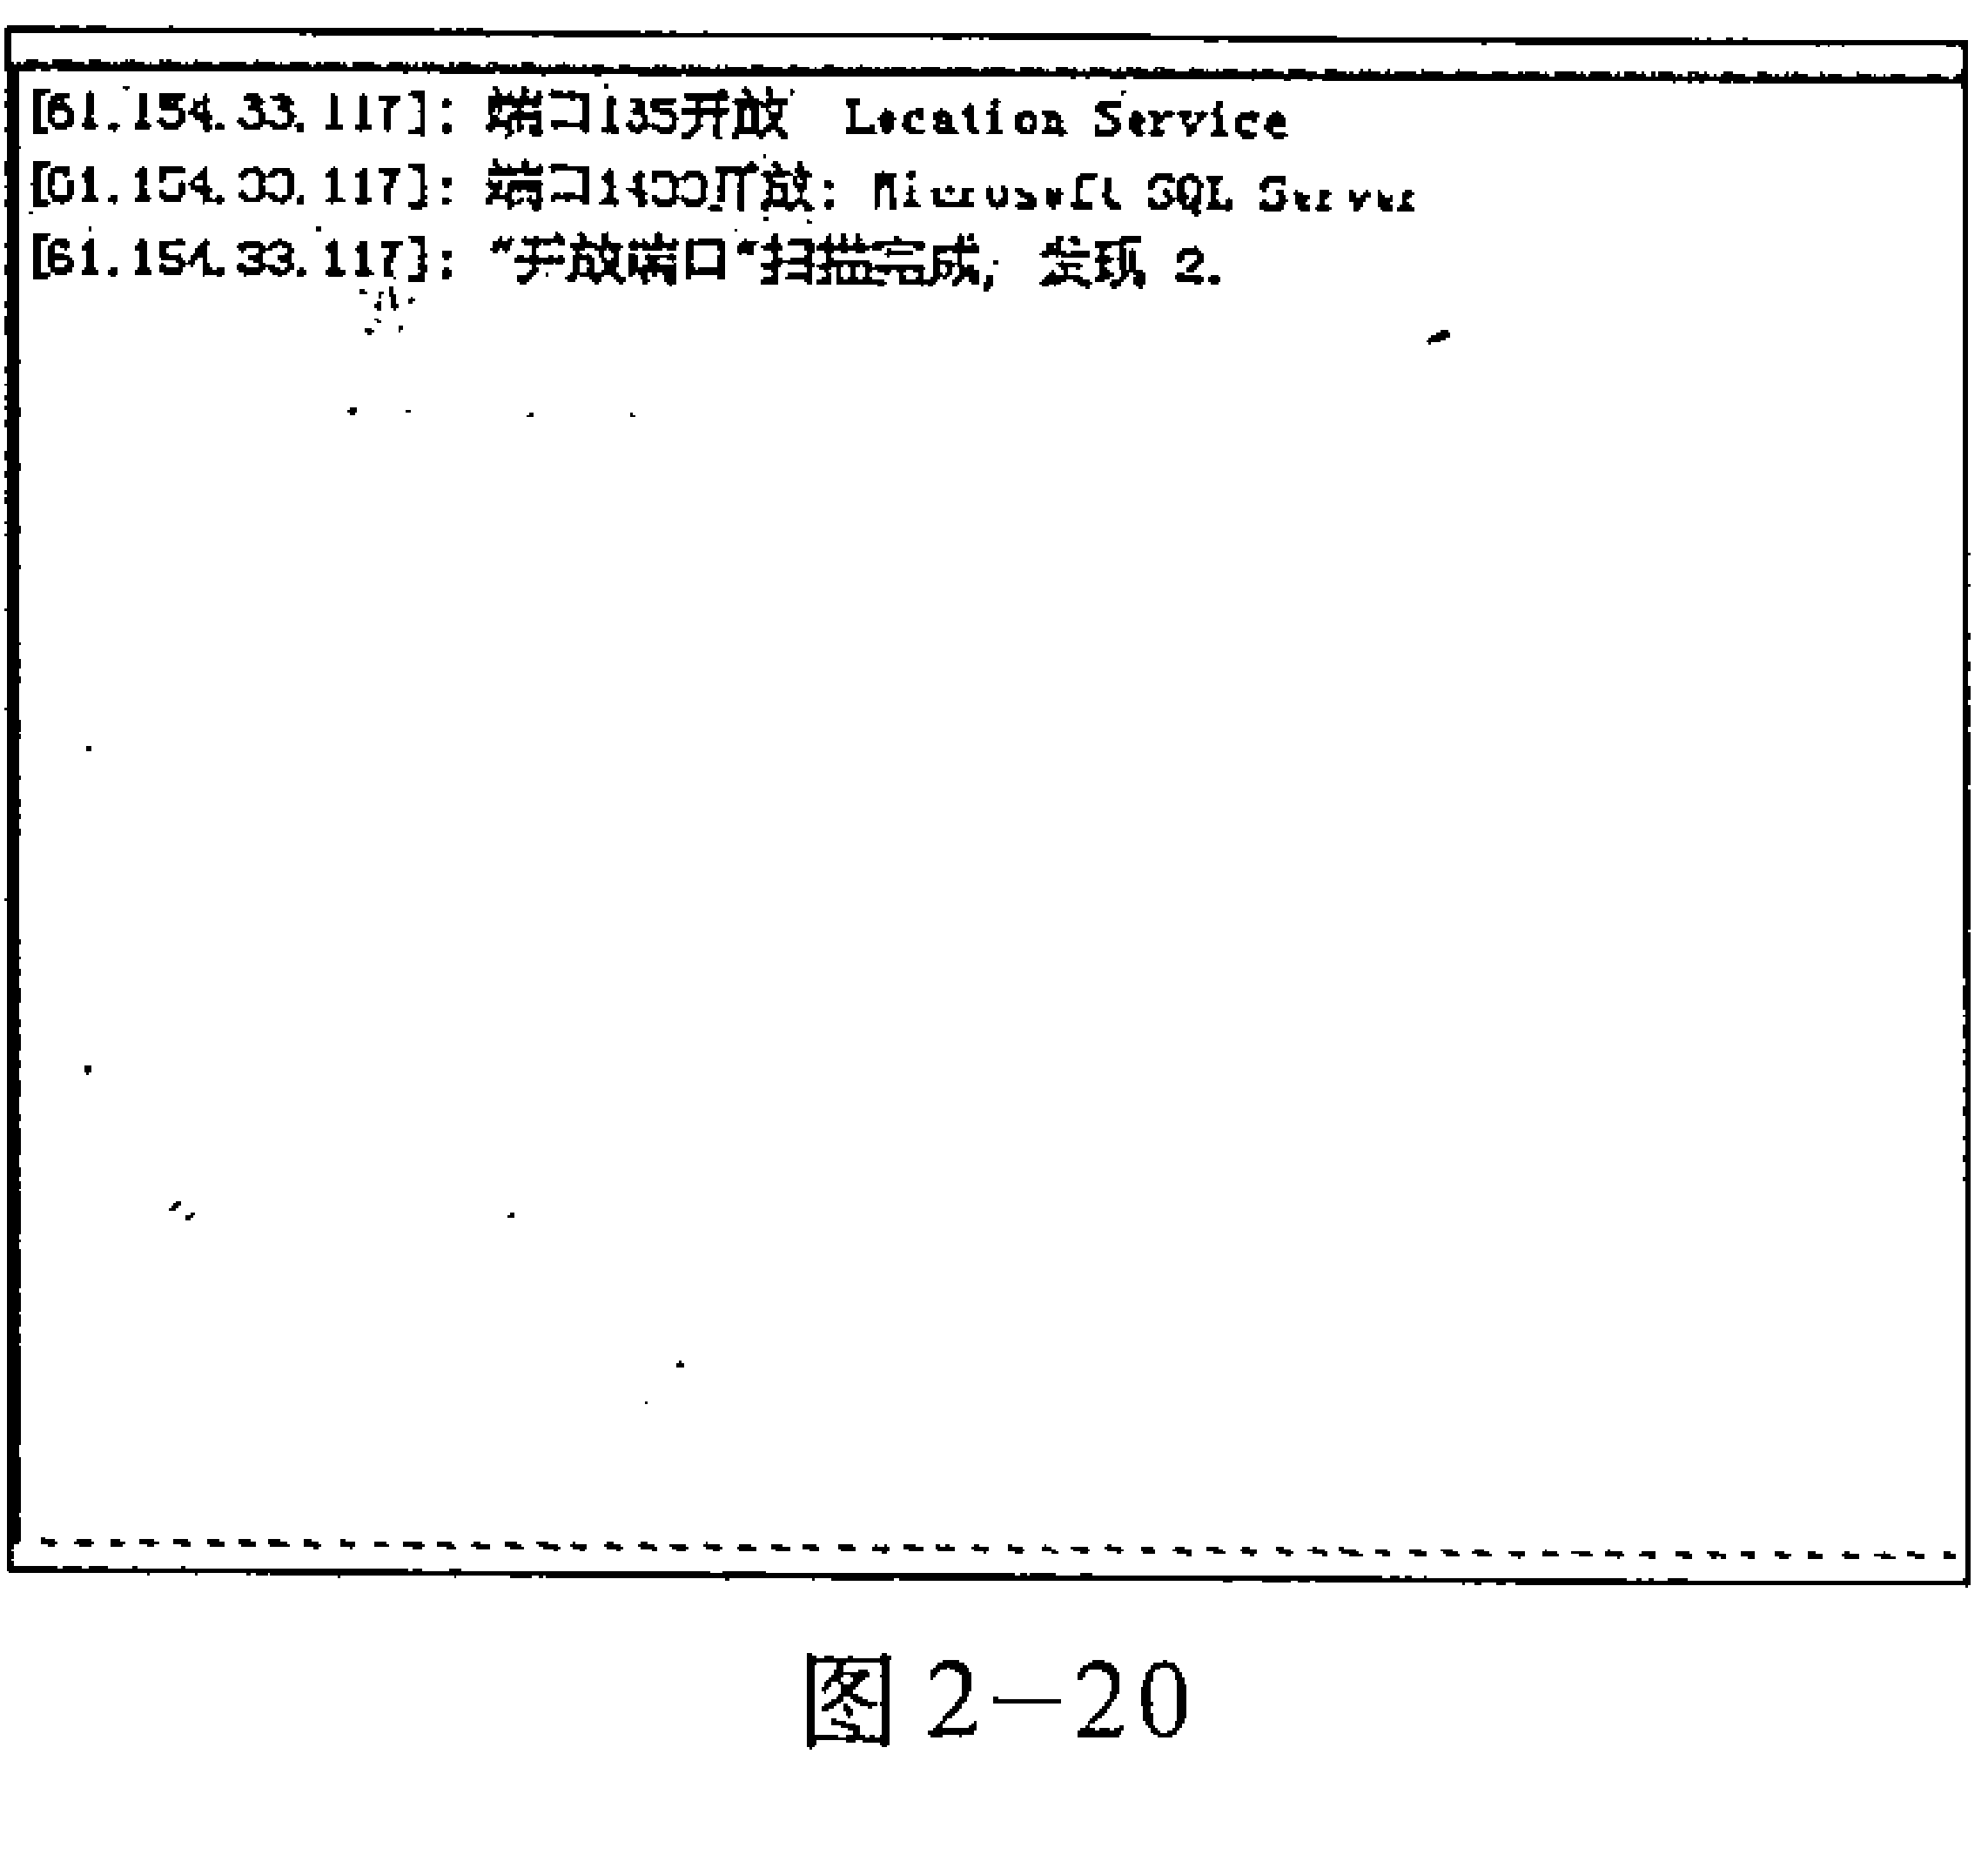 [61.154.33.117]: 端口135开放 Location Service
[61.154.33.117]: 端口1433开放: Microsoft SQL Server
[61.154.33.117]: "开放端口"扫描完成, 发现 2.
图 2-20